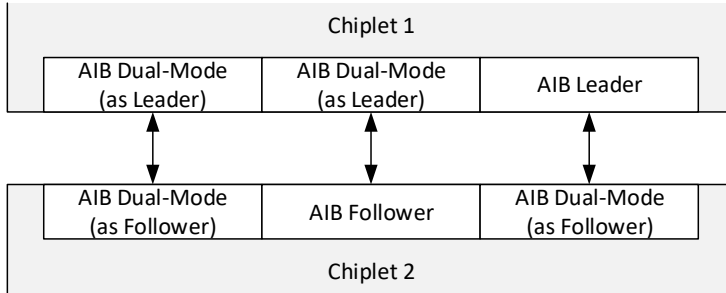 Chiplet 1
AIB Dual-Mode
(as Leader)
AIB Dual-Mode
(as Leader)
AIB Leader
AIB Dual-Mode
(as Follower)
AIB Follower
AIB Dual-Mode
(as Follower)
Chiplet 2